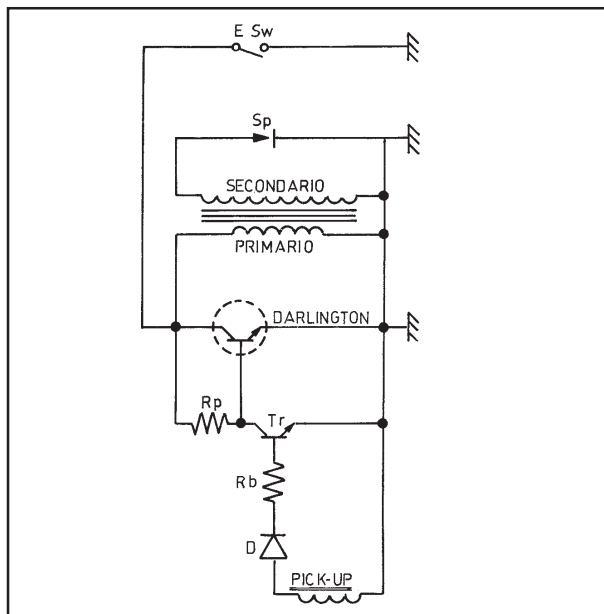 E Sw
Sp
SECONDARIO
PRIMARIO
DARLINGTON
Rp
Tr
Rb
D
PICK-UP